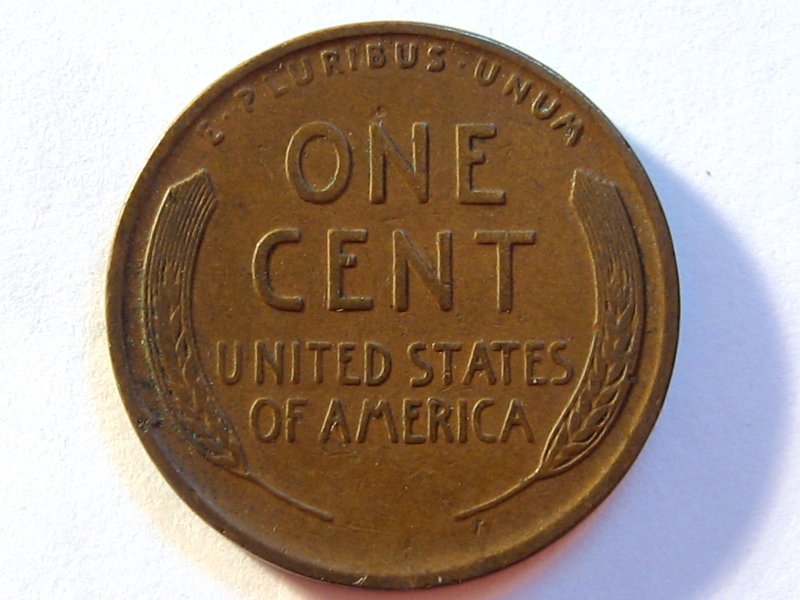 E·PLURIBUS·UNUM
ONE
CENT
UNITED STATES
OF AMERICA